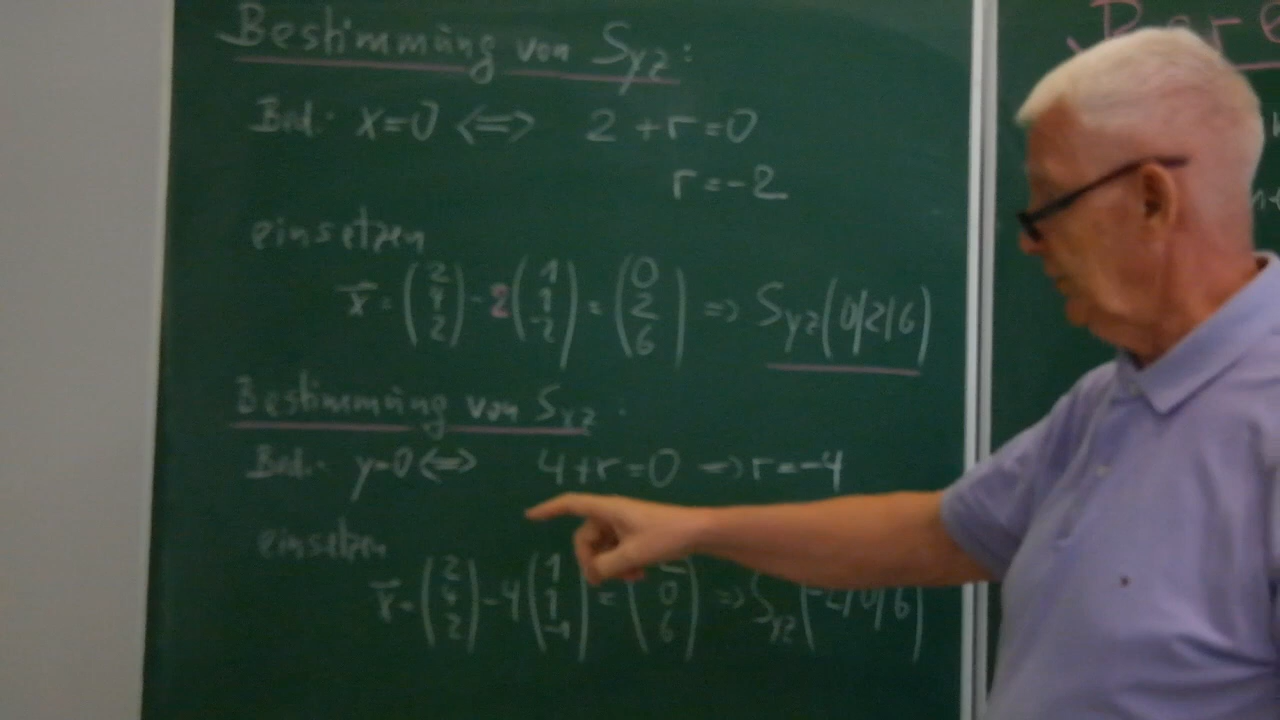 Bestimmung von Syz:
Bed.: x=0 <=> 2 + r = 0
r = -2
einsetzen
x = (2 4 2) - 2 (1 1 -2) = (0 2 6) => Syz (0|2|6)
Bestimmung von Sxz:
Bed.: y=0 <=> 4 + r = 0 => r = -4
einsetzen
x = (2 4 2) - 4 (1 1 -1) = ( 0 6) => Sxz (-2|0|6)